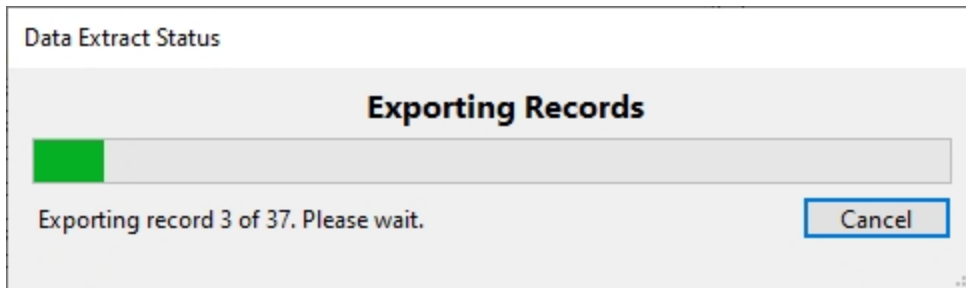 Data Extract Status
Exporting Records
Exporting record 3 of 37. Please wait.
Cancel